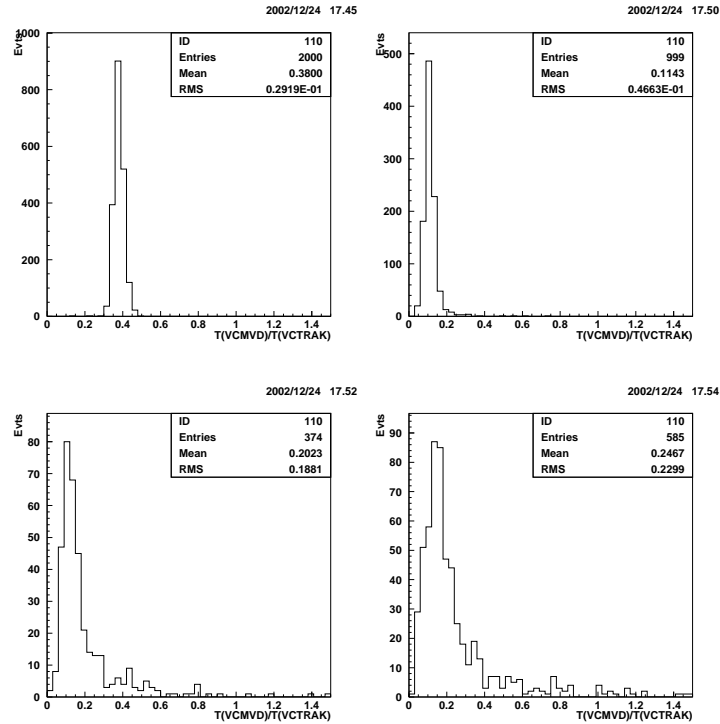 2002/12/24 17.45
Evts
ID 110
Entries 2000
Mean 0.3800
RMS 0.2919E-01
1000
800
600
400
200
0
0 0.2 0.4 0.6 0.8 1 1.2 1.4
T(VCMVD)/T(VCTRAK)
2002/12/24 17.50
Evts
ID 110
Entries 999
Mean 0.1143
RMS 0.4663E-01
500
400
300
200
100
0
0 0.2 0.4 0.6 0.8 1 1.2 1.4
T(VCMVD)/T(VCTRAK)
2002/12/24 17.52
Evts
ID 110
Entries 374
Mean 0.2023
RMS 0.1881
80
70
60
50
40
30
20
10
0
0 0.2 0.4 0.6 0.8 1 1.2 1.4
T(VCMVD)/T(VCTRAK)
2002/12/24 17.54
Evts
ID 110
Entries 585
Mean 0.2467
RMS 0.2299
90
80
70
60
50
40
30
20
10
0
0 0.2 0.4 0.6 0.8 1 1.2 1.4
T(VCMVD)/T(VCTRAK)